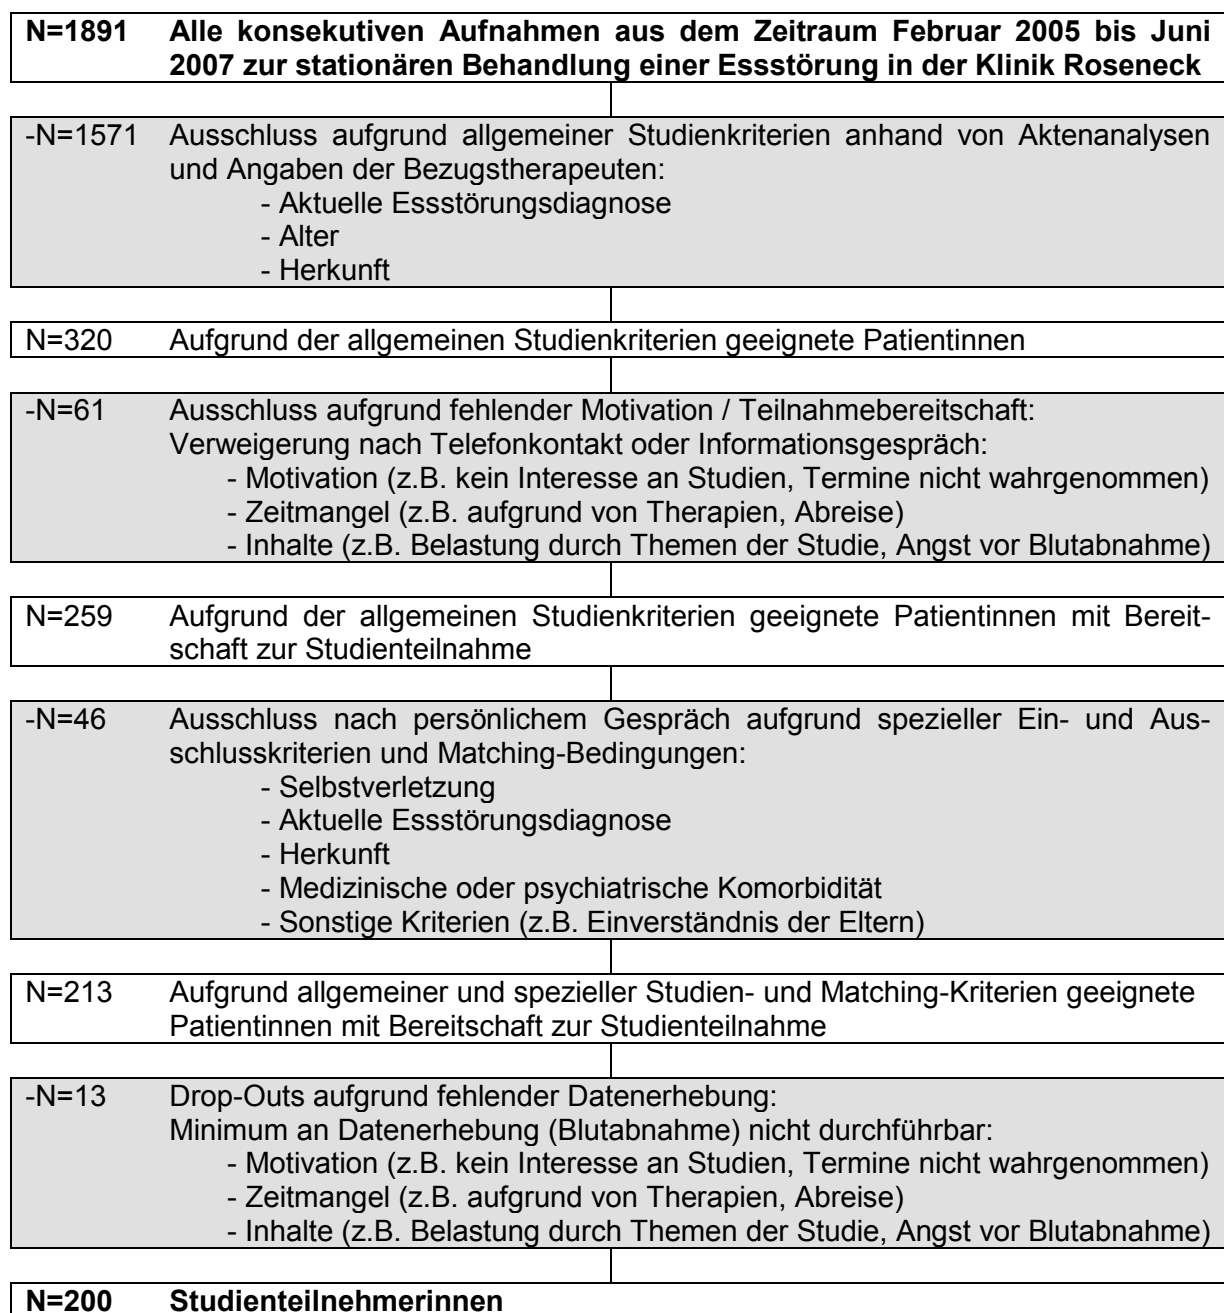 N=1891 Alle konsekutiven Aufnahmen aus dem Zeitraum Februar 2005 bis Juni
2007 zur stationären Behandlung einer Essstörung in der Klinik Roseneck
-N=1571 Ausschluss aufgrund allgemeiner Studienkriterien anhand von Aktenanalysen
und Angaben der Bezugstherapeuten:
- Aktuelle Essstörungsdiagnose
- Alter
- Herkunft
N=320 Aufgrund der allgemeinen Studienkriterien geeignete Patientinnen
-N=61 Ausschluss aufgrund fehlender Motivation / Teilnahmebereitschaft:
Verweigerung nach Telefonkontakt oder Informationsgespräch:
- Motivation (z.B. kein Interesse an Studien, Termine nicht wahrgenommen)
- Zeitmangel (z.B. aufgrund von Therapien, Abreise)
- Inhalte (z.B. Belastung durch Themen der Studie, Angst vor Blutabnahme)
N=259 Aufgrund der allgemeinen Studienkriterien geeignete Patientinnen mit Bereit-
schaft zur Studienteilnahme
-N=46 Ausschluss nach persönlichem Gespräch aufgrund spezieller Ein- und Aus-
schlusskriterien und Matching-Bedingungen:
- Selbstverletzung
- Aktuelle Essstörungsdiagnose
- Herkunft
- Medizinische oder psychiatrische Komorbidität
- Sonstige Kriterien (z.B. Einverständnis der Eltern)
N=213 Aufgrund allgemeiner und spezieller Studien- und Matching-Kriterien geeignete
Patientinnen mit Bereitschaft zur Studienteilnahme
-N=13 Drop-Outs aufgrund fehlender Datenerhebung:
Minimum an Datenerhebung (Blutabnahme) nicht durchführbar:
- Motivation (z.B. kein Interesse an Studien, Termine nicht wahrgenommen)
- Zeitmangel (z.B. aufgrund von Therapien, Abreise)
- Inhalte (z.B. Belastung durch Themen der Studie, Angst vor Blutabnahme)
N=200 Studienteilnehmerinnen